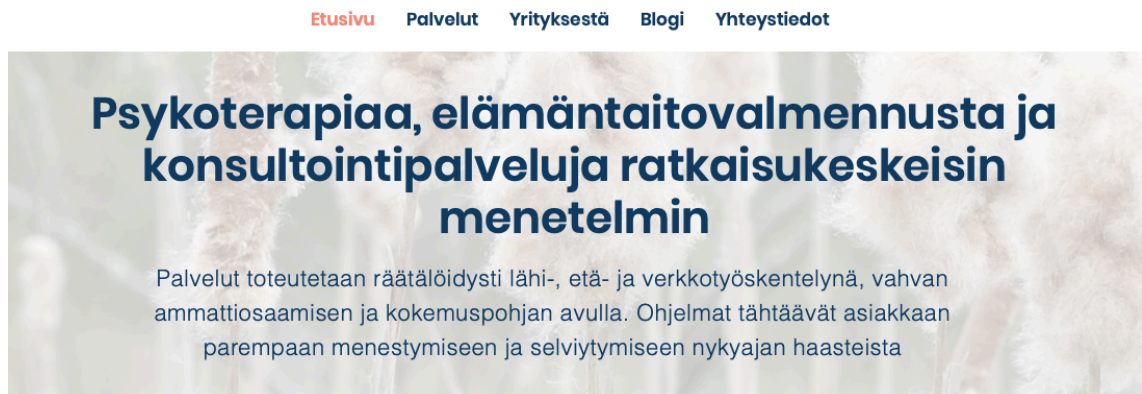 Etusivu Palvelut Yrityksestä Blogi Yhteystiedot
Psykoterapiaa, elämäntaitovalmennusta ja
konsultointipalveluja ratkaisukeskeisin
menetelmin
Palvelut toteutetaan räätälöidysti lähi-, etä- ja verkkotyöskentelynä, vahvan
ammattiosaamisen ja kokemuspohjan avulla. Ohjelmat tähtäävät asiakkaan
parempaan menestymiseen ja selviytymiseen nykyajan haasteista